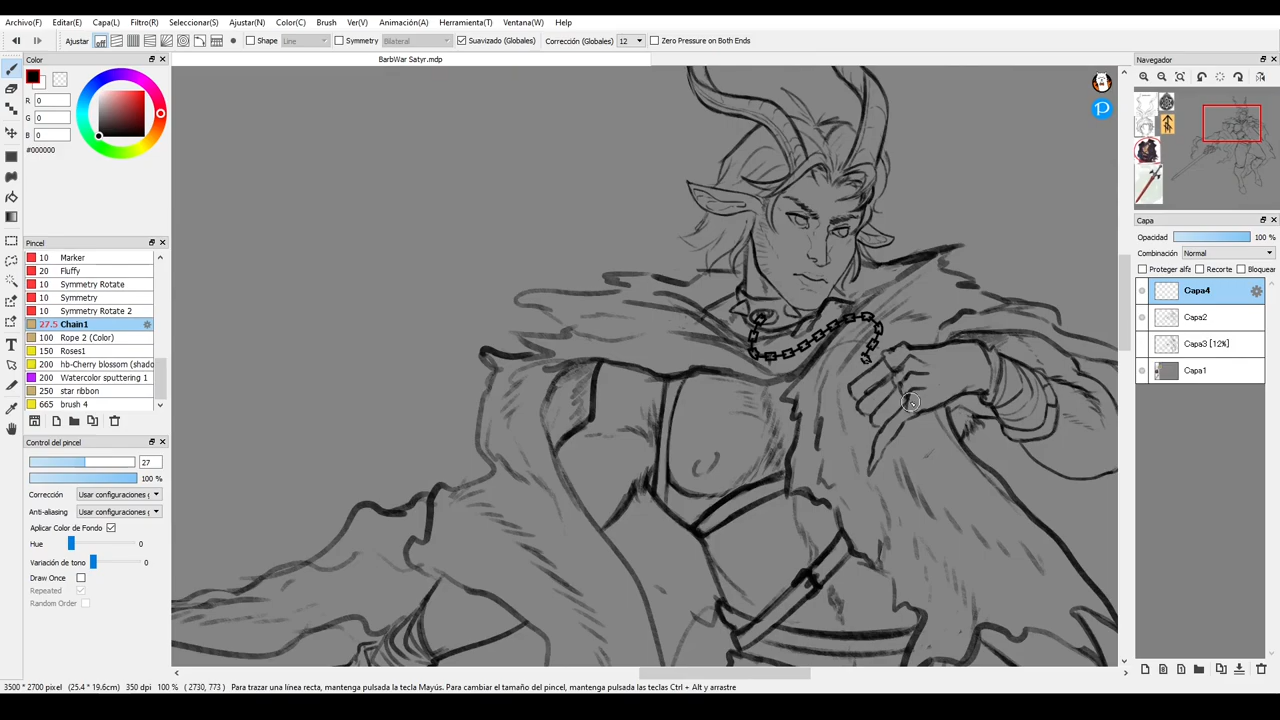 Archivo(F) Editar(E) Capa(L) Filtro(R) Seleccionar(S) Ajustar(N) Color(C) Brush Ver(V) Animación(A) Herramienta(T) Ventana(W) Help
Ajustar off Shape Line Symmetry Bilateral Suavizado (Globales) Corrección (Globales) 12 Zero Pressure on Both Ends
Color
BarbWar Satyr.mdp
Navegador
R 0
G 0
B 0
#000000
Capa
Opacidad 100 %
Combinación Normal
Proteger alfa Recorte Bloquear
Capa4
Capa2
Capa3 [12%]
Capa1
Pincel
10 Marker
20 Fluffy
10 Symmetry Rotate
10 Symmetry
10 Symmetry Rotate 2
27.5 Chain1
100 Rope 2 (Color)
150 Roses1
200 hb-Cherry blossom (shado
200 Watercolor sputtering 1
250 star ribbon
665 brush 4
Control del pincel
27
100 %
Corrección Usar configuraciones
Anti-aliasing Usar configuraciones
Aplicar Color de Fondo
Hue 0
Variación de tono 0
Draw Once
Repeated
Random Order
3500 * 2700 pixel (25.4 * 19.6cm) 350 dpi 100 % ( 2730, 773 ) Para trazar una línea recta, mantenga pulsada la tecla Mayús. Para cambiar el tamaño del pincel, mantenga pulsada las teclas Ctrl + Alt y arrastre